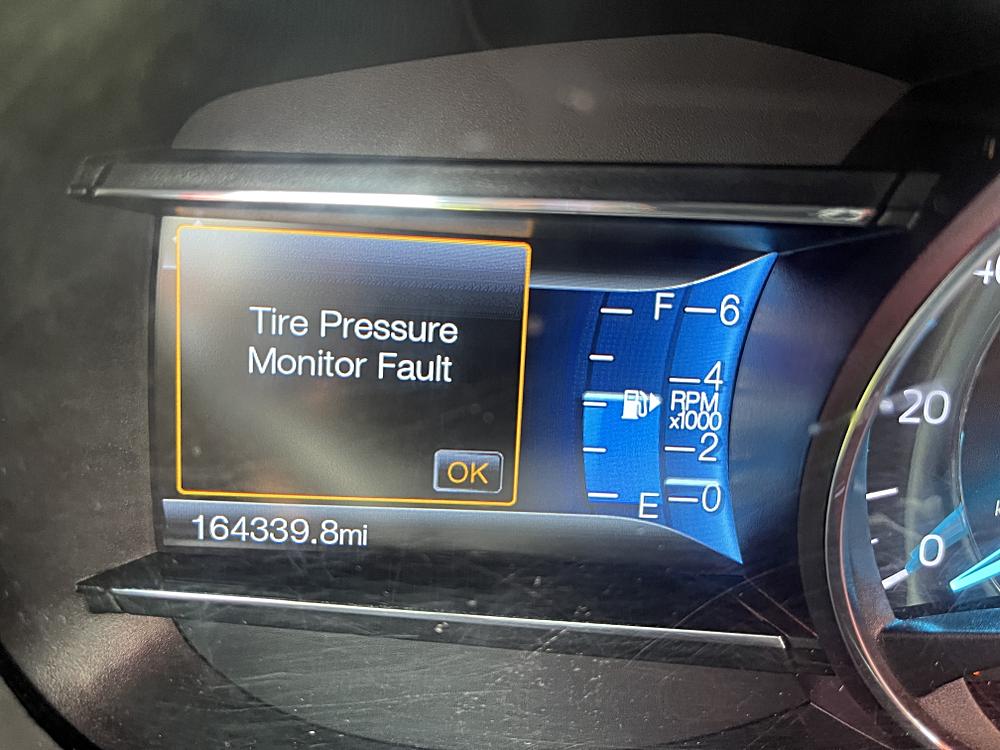 Tire Pressure
Monitor Fault
OK
164339.8mi
F
E
6
4
RPM
x1000
2
0
20
0